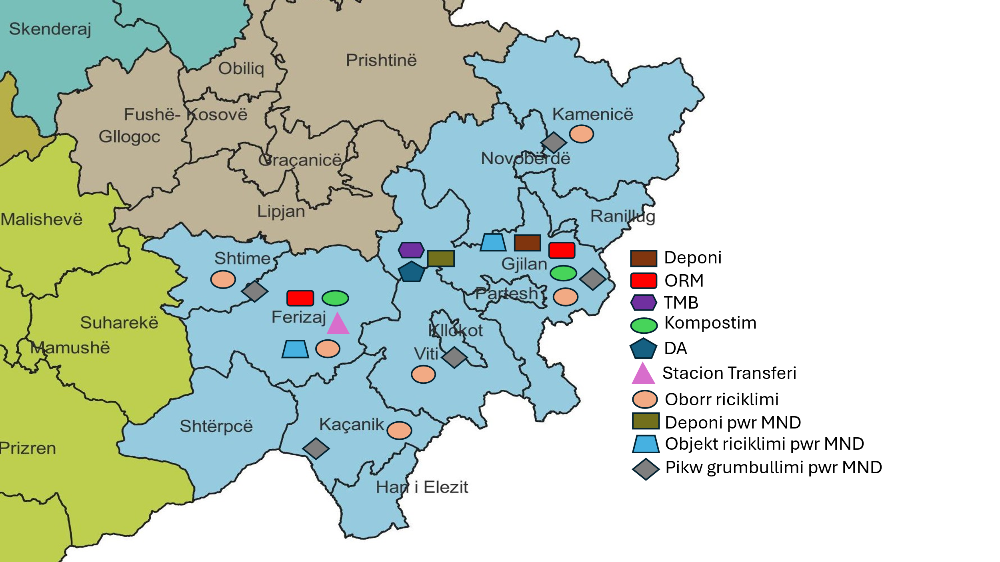 Skenderaj
Prishtinë
Obiliq
Fushë- Kosovë
Kamenicë
Gllogoc
Graçanicë
Novobërdë
Lipjan
Malishevë
Ranillug
Shtime
Gjilan
Partesh
Ferizaj
Suharekë
Kllokot
Mamushë
Viti
Kaçanik
Shtërpcë
Prizren
Han i Elezit
Deponi
ORM
TMB
Kompostim
DA
Stacion Transferi
Oborr riciklimi
Deponi pwr MND
Objekt riciklimi pwr MND
Pikw grumbullimi pwr MND